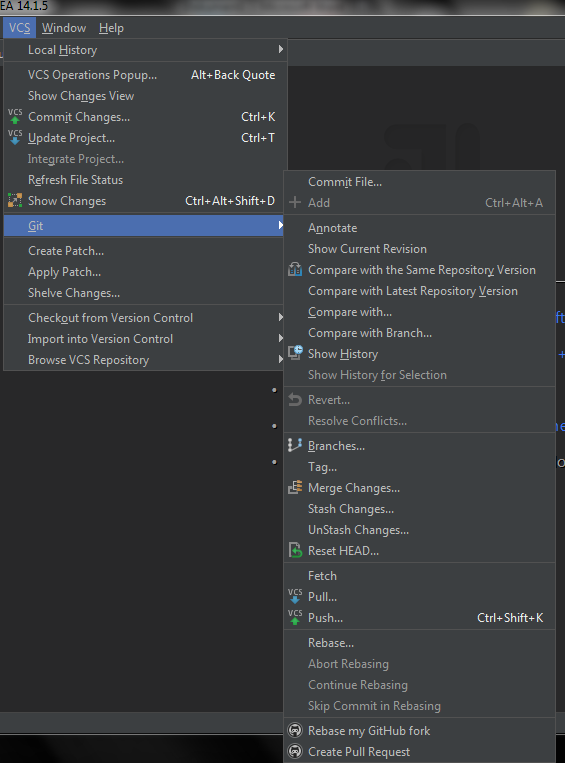 EA 14.1.5
VCS Window Help
Local History
VCS Operations Popup... Alt+Back Quote
Show Changes View
VCS Commit Changes... Ctrl+K
VCS Update Project... Ctrl+T
Integrate Project...
Refresh File Status
Show Changes Ctrl+Alt+Shift+D
Git
Create Patch...
Apply Patch...
Shelve Changes...
Checkout from Version Control
Import into Version Control
Browse VCS Repository
Commit File...
Add Ctrl+Alt+A
Annotate
Show Current Revision
Compare with the Same Repository Version
Compare with Latest Repository Version
Compare with...
Compare with Branch...
Show History
Show History for Selection
Revert...
Resolve Conflicts...
Branches...
Tag...
Merge Changes...
Stash Changes...
UnStash Changes...
Reset HEAD...
Fetch
VCS Pull...
VCS Push... Ctrl+Shift+K
Rebase...
Abort Rebasing
Continue Rebasing
Skip Commit in Rebasing
Rebase my GitHub fork
Create Pull Request